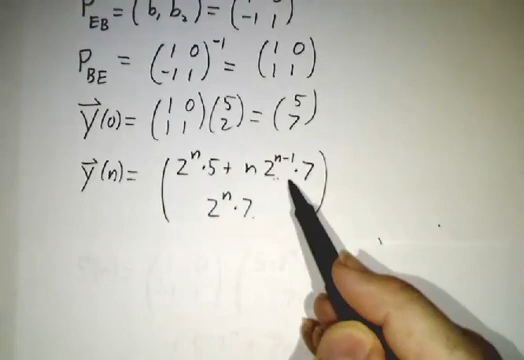 P_EB = (b₁ b₂) = (1 0; -1 1)
P_BE = (1 0; -1 1)⁻¹ = (1 0; 1 1)
y⃗(0) = (1 0; 1 1)(5; 2) = (5; 7)
y⃗(n) = (2ⁿ·5 + n 2ⁿ⁻¹·7; 2ⁿ·7)